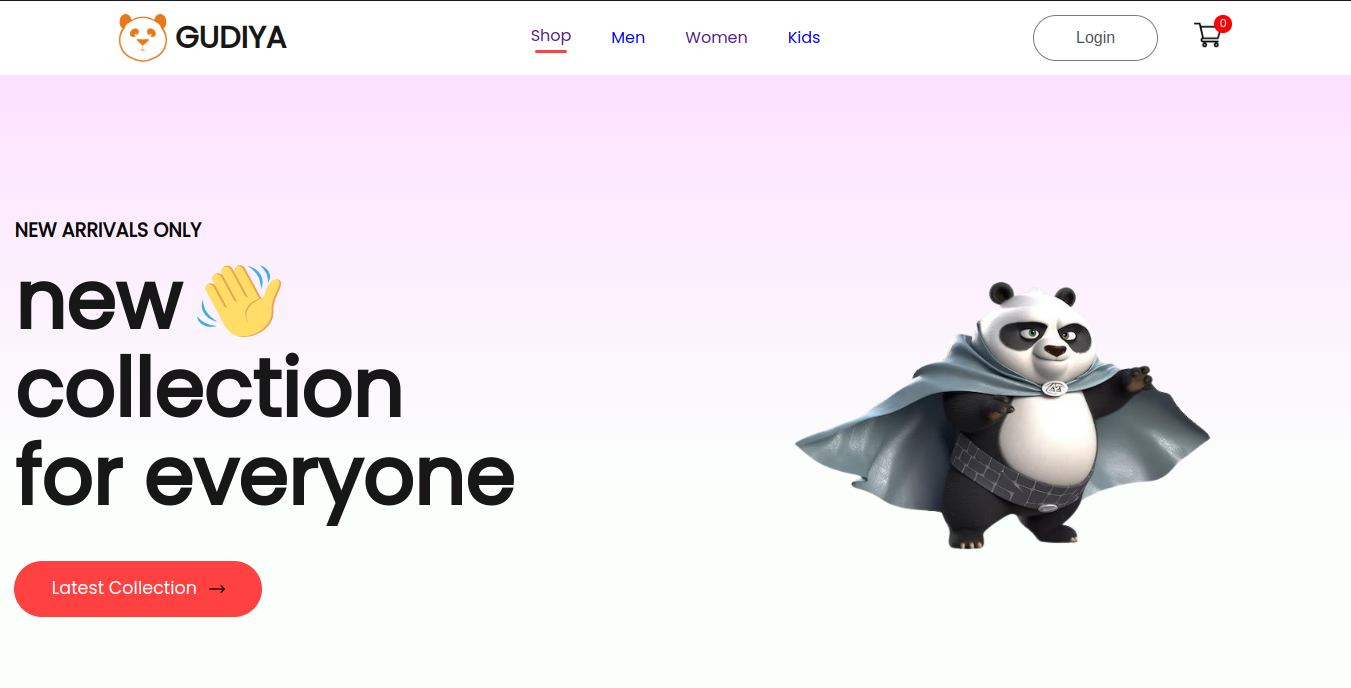 GUDIYA
Shop
Men
Women
Kids
Login
0
NEW ARRIVALS ONLY
new 👋
collection
for everyone
Latest Collection →